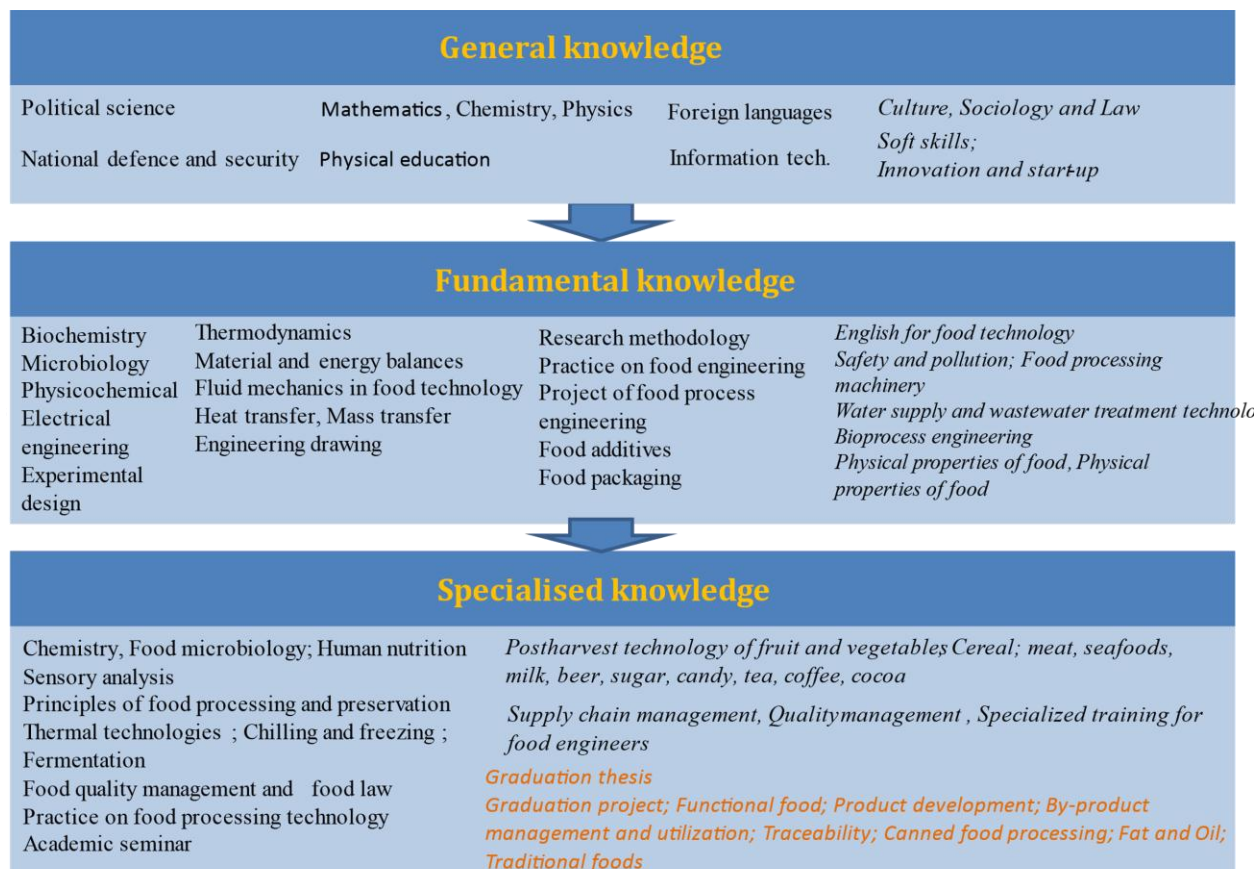 General knowledge
Political science
National defence and security
Mathematics, Chemistry, Physics
Physical education
Foreign languages
Information tech.
Culture, Sociology and Law
Soft skills;
Innovation and start-up
Fundamental knowledge
Biochemistry
Microbiology
Physicochemical
Electrical
engineering
Experimental
design
Thermodynamics
Material and energy balances
Fluid mechanics in food technology
Heat transfer, Mass transfer
Engineering drawing
Research methodology
Practice on food engineering
Project of food process
engineering
Food additives
Food packaging
English for food technology
Safety and pollution; Food processing
machinery
Water supply and wastewater treatment technolo
Bioprocess engineering
Physical properties of food, Physical
properties of food
Specialised knowledge
Chemistry, Food microbiology; Human nutrition
Sensory analysis
Principles of food processing and preservation
Thermal technologies ; Chilling and freezing ;
Fermentation
Food quality management and food law
Practice on food processing technology
Academic seminar
Postharvest technology of fruit and vegetables; Cereal; meat, seafoods,
milk, beer, sugar, candy, tea, coffee, cocoa
Supply chain management, Quality management , Specialized training for
food engineers
Graduation thesis
Graduation project; Functional food; Product development; By-product
management and utilization; Traceability; Canned food processing; Fat and Oil;
Traditional foods